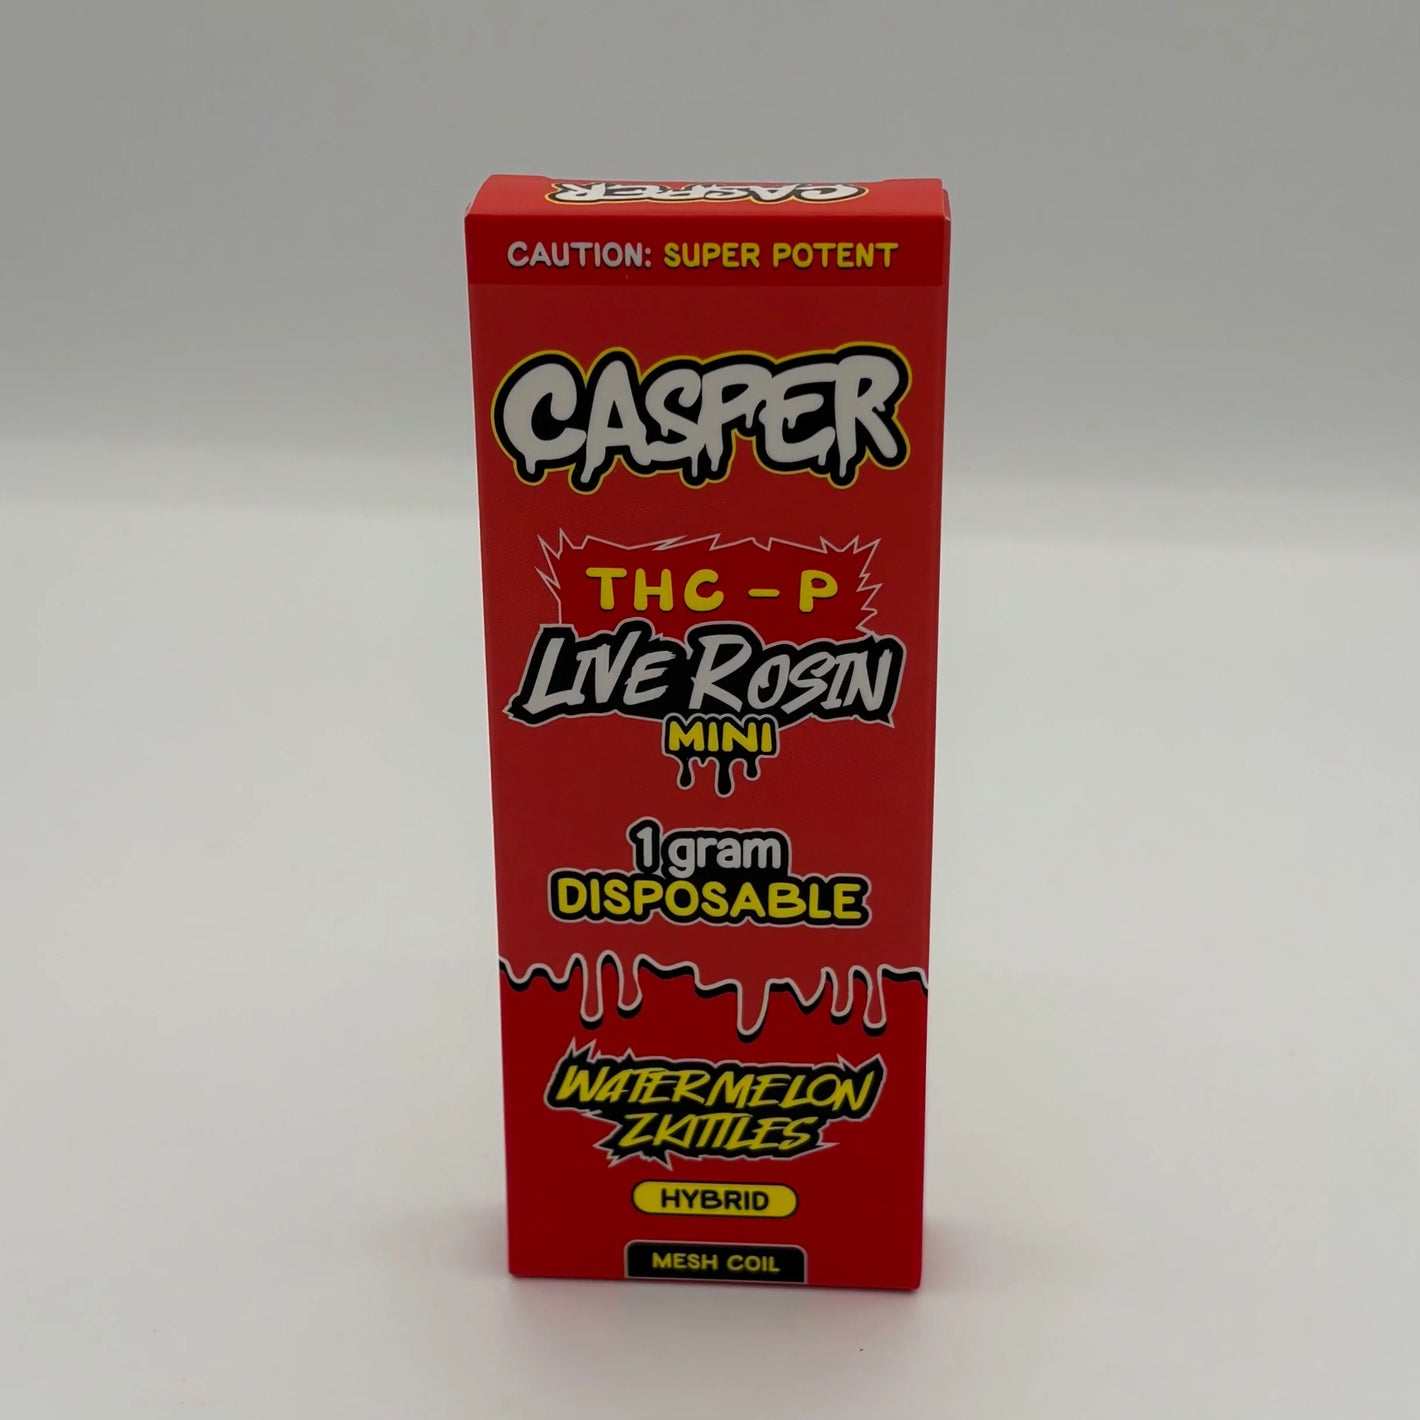 CASPER
CAUTION: SUPER POTENT
CASPER
THC - P
LIVE ROSIN
MINI
1 gram
DISPOSABLE
WATERMELON
ZKITTLES
HYBRID
MESH COIL